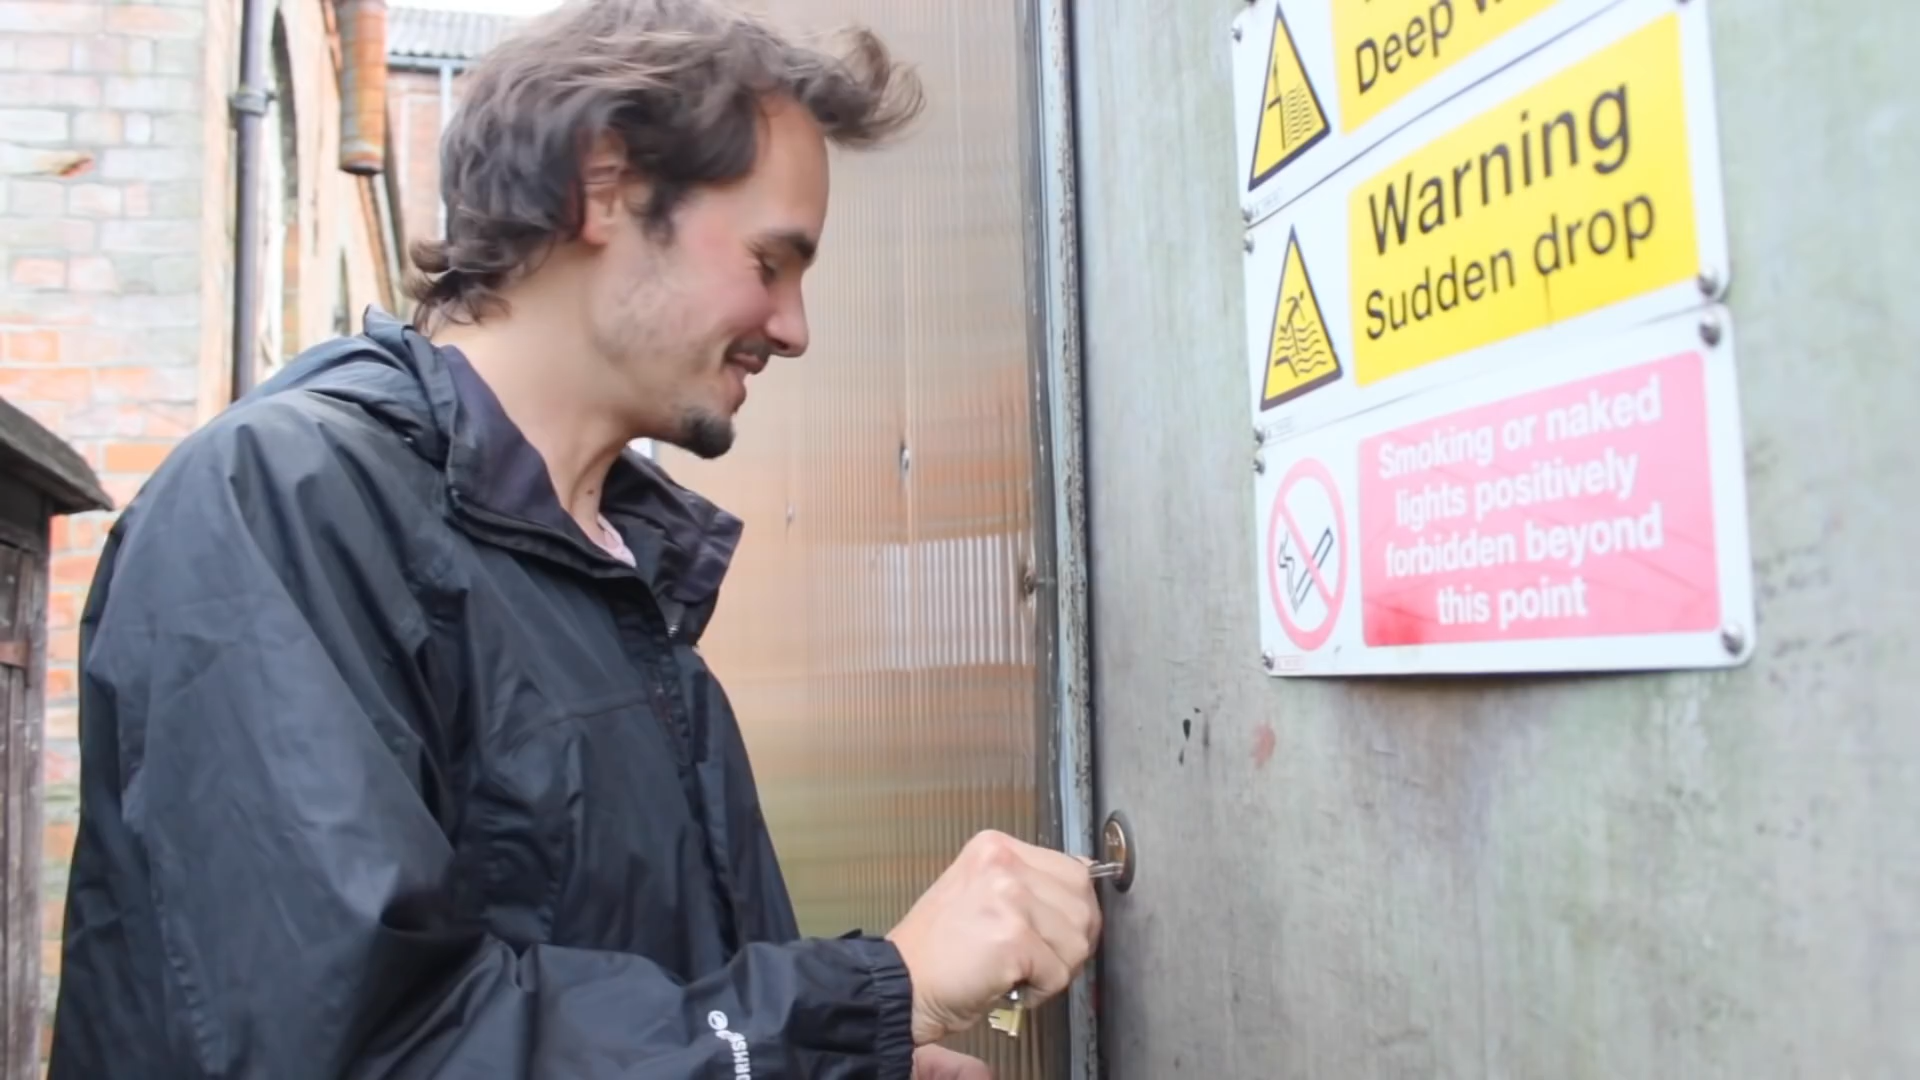 Deep
Warning
Sudden drop
Smoking or naked
lights positively
forbidden beyond
this point